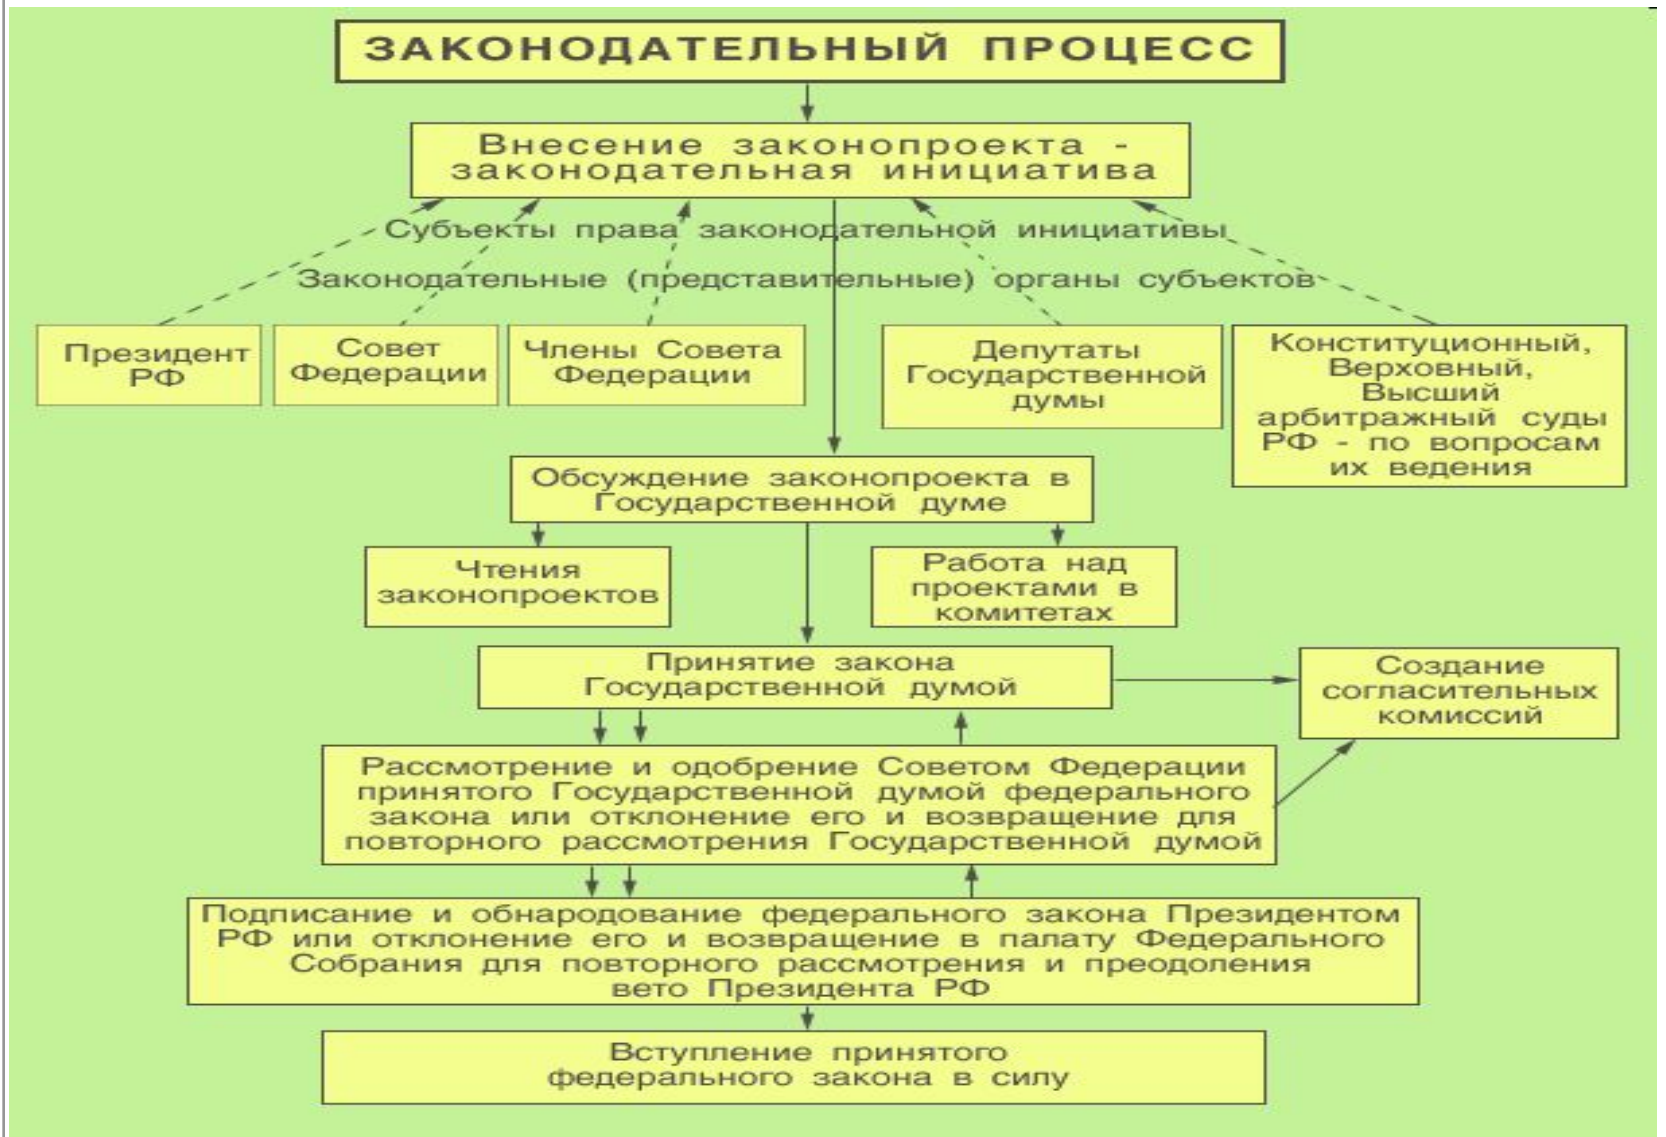 ЗАКОНОДАТЕЛЬНЫЙ ПРОЦЕСС
Внесение законопроекта -
законодательная инициатива
Субъекты права законодательной инициативы
Законодательные (представительные) органы субъектов
Президент
РФ
Совет
Федерации
Члены Совета
Федерации
Депутаты
Государственной
думы
Конституционный,
Верховный,
Высший
арбитражный суды
РФ - по вопросам
их ведения
Обсуждение законопроекта в
Государственной думе
Чтения
законопроектов
Работа над
проектами в
комитетах
Принятие закона
Государственной думой
Создание
согласительных
комиссий
Рассмотрение и одобрение Советом Федерации
принятого Государственной думой федерального
закона или отклонение его и возвращение для
повторного рассмотрения Государственной думой
Подписание и обнародование федерального закона Президентом
РФ или отклонение его и возвращение в палату Федерального
Собрания для повторного рассмотрения и преодоления
вето Президента РФ
Вступление принятого
федерального закона в силу